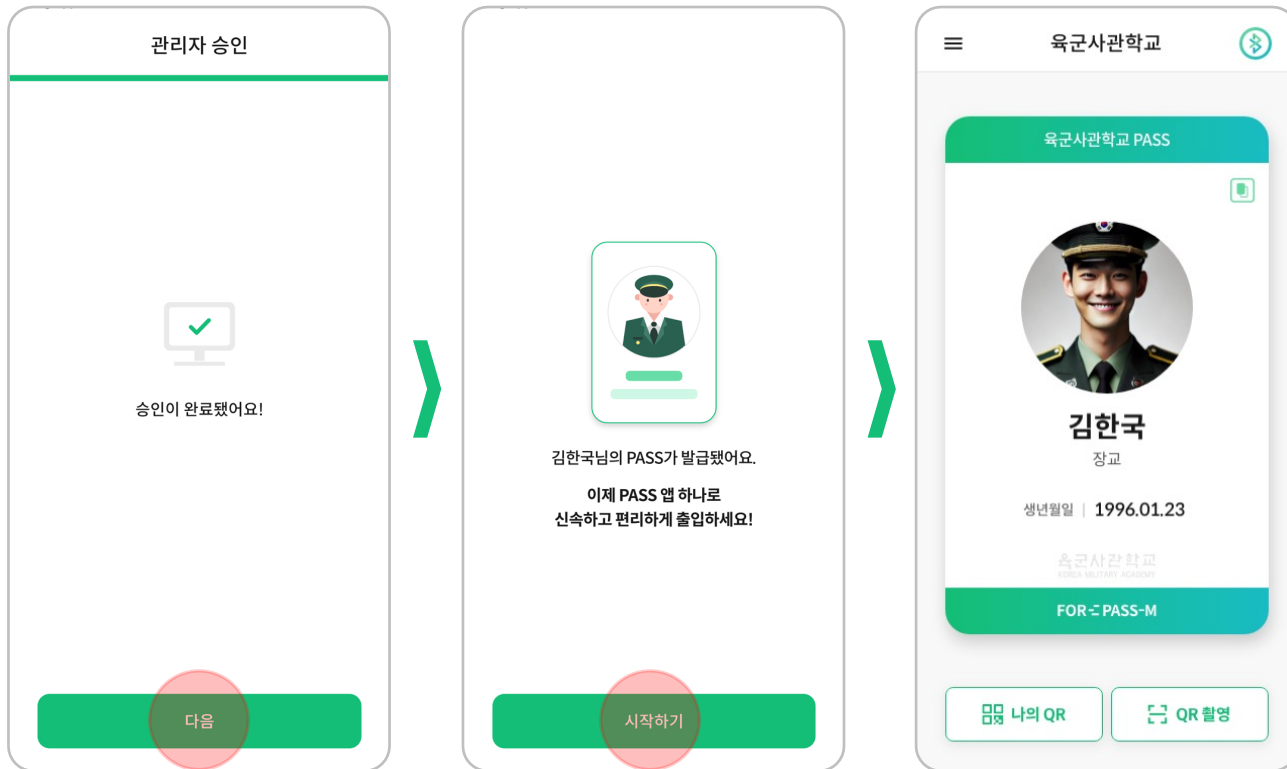 관리자 승인
승인이 완료됐어요!
다음
김한국님의 PASS가 발급됐어요.
이제 PASS 앱 하나로
신속하고 편리하게 출입하세요!
시작하기
육군사관학교
육군사관학교 PASS
김한국
장교
생년월일 | 1996.01.23
육군사관학교
KOREA MILITARY ACADEMY
FOR PASS-M
나의 QR
QR 촬영